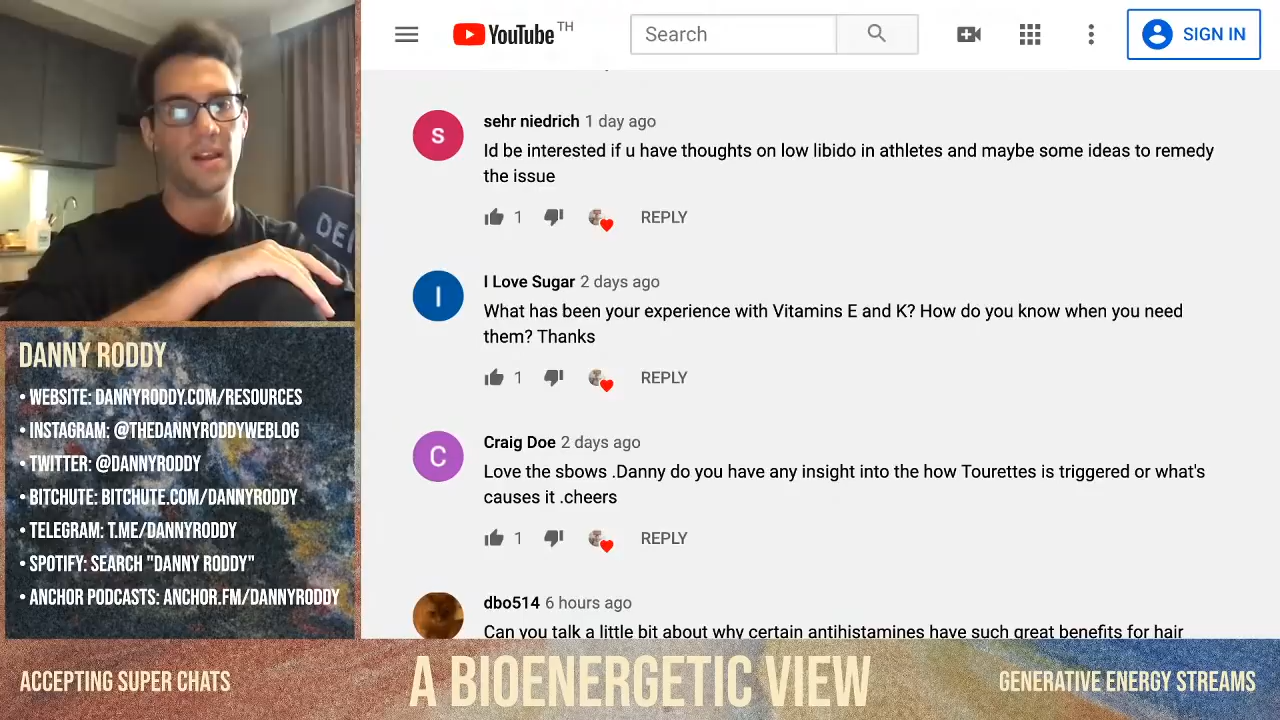 YouTube TH
Search
SIGN IN
S
sehr niedrich 1 day ago
Id be interested if u have thoughts on low libido in athletes and maybe some ideas to remedy
the issue
1
REPLY
I
I Love Sugar 2 days ago
What has been your experience with Vitamins E and K? How do you know when you need
them? Thanks
1
REPLY
C
Craig Doe 2 days ago
Love the sbows .Danny do you have any insight into the how Tourettes is triggered or what's
causes it .cheers
1
REPLY
dbo514 6 hours ago
Can you talk a little bit about why certain antihistamines have such great benefits for hair
DANNY RODDY
• WEBSITE: DANNYRODDY.COM/RESOURCES
• INSTAGRAM: @THEDANNYRODDYWEBLOG
• TWITTER: @DANNYRODDY
• BITCHUTE: BITCHUTE.COM/DANNYRODDY
• TELEGRAM: T.ME/DANNYRODDY
• SPOTIFY: SEARCH "DANNY RODDY"
• ANCHOR PODCASTS: ANCHOR.FM/DANNYRODDY
ACCEPTING SUPER CHATS
A BIOENERGETIC VIEW
GENERATIVE ENERGY STREAMS